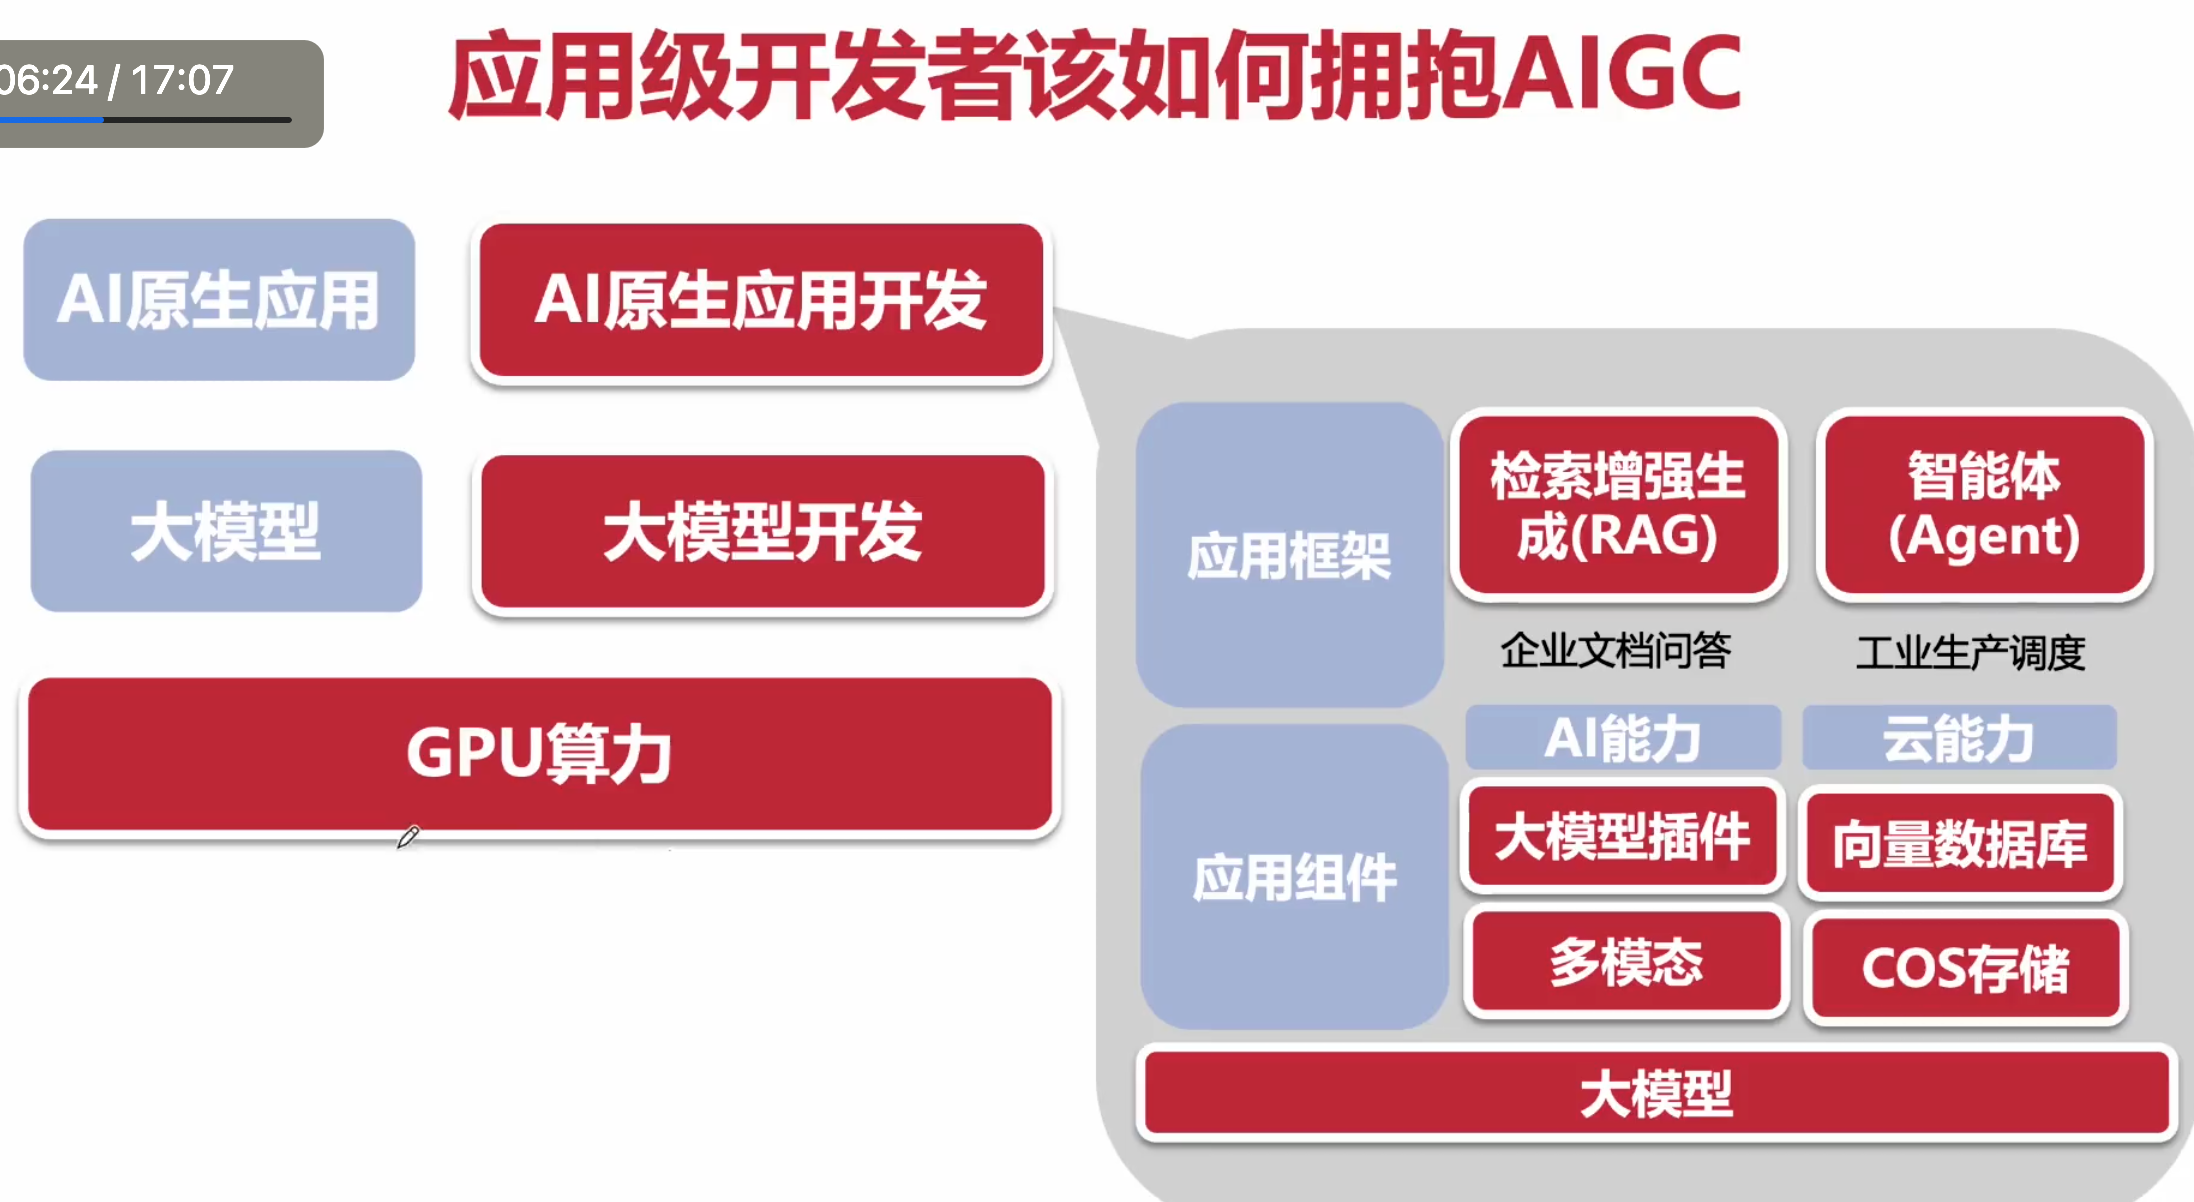 06:24 / 17:07
应用级开发者该如何拥抱AIGC
AI原生应用
AI原生应用开发
大模型
大模型开发
GPU算力
应用框架
检索增强生
成(RAG)
智能体
(Agent)
企业文档问答
工业生产调度
应用组件
AI能力
云能力
大模型插件
向量数据库
多模态
COS存储
大模型